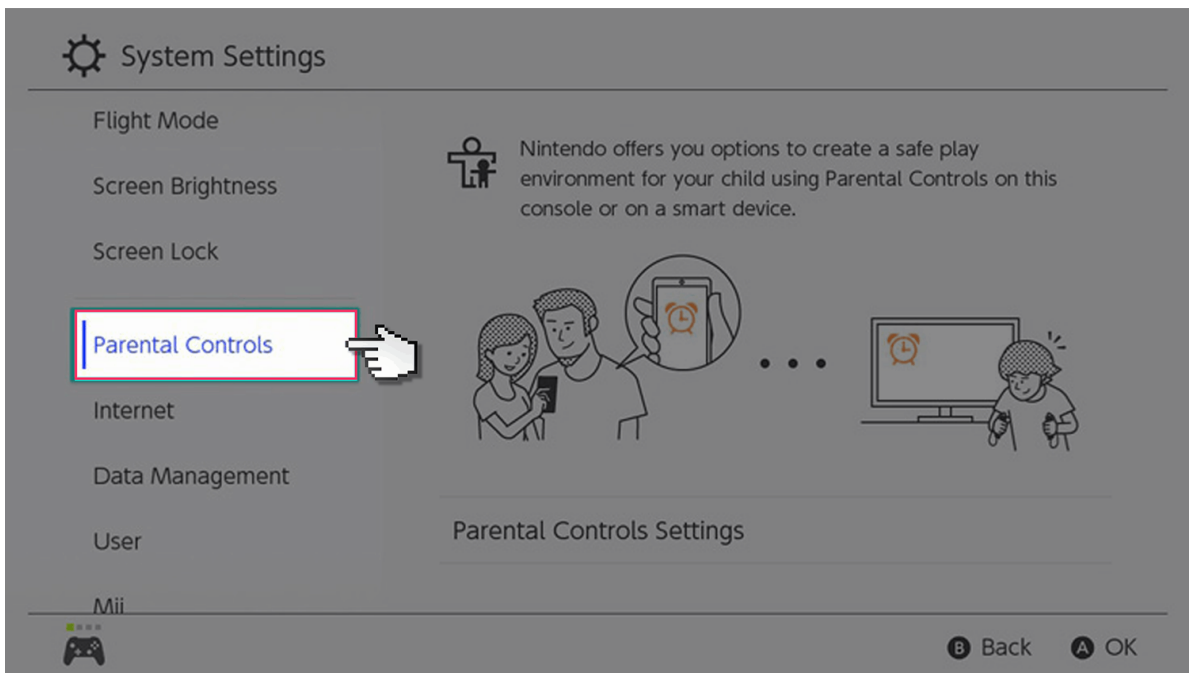 System Settings
Flight Mode
Screen Brightness
Screen Lock
Parental Controls
Internet
Data Management
User
Mii
Nintendo offers you options to create a safe play
environment for your child using Parental Controls on this
console or on a smart device.
Parental Controls Settings
B Back A OK